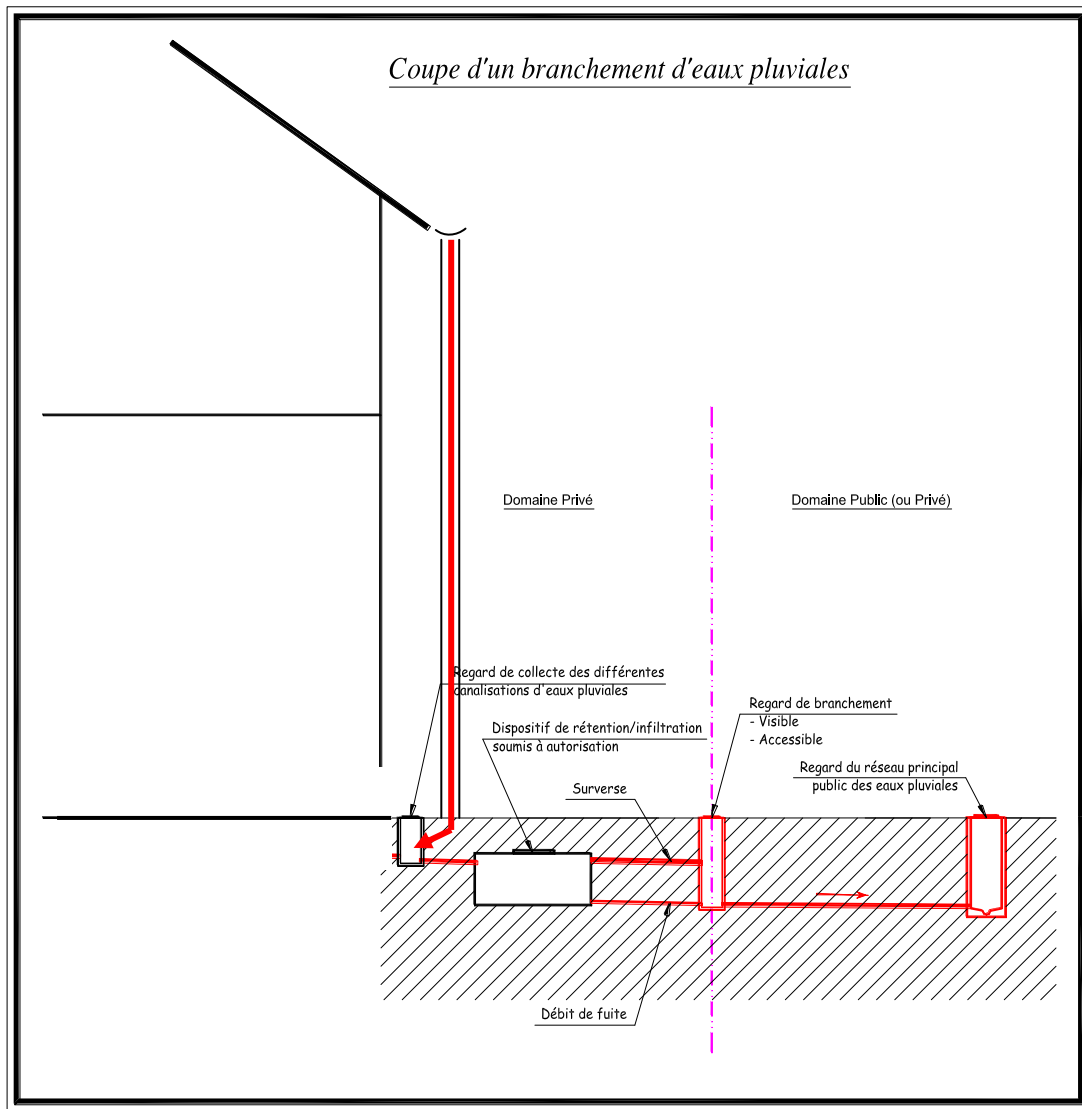 Coupe d'un branchement d'eaux pluviales
Domaine Privé
Domaine Public (ou Privé)
Regard de collecte des différentes
canalisations d'eaux pluviales
Regard de branchement
- Visible
- Accessible
Dispositif de rétention/infiltration
soumis à autorisation
Regard du réseau principal
public des eaux pluviales
Surverse
Débit de fuite